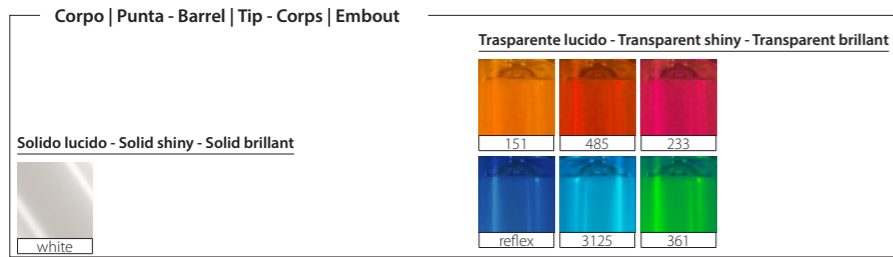 Corpo | Punta - Barrel | Tip - Corps | Embout
Trasparente lucido - Transparent shiny - Transparent brillant
151 485 233
Solido lucido - Solid shiny - Solid brillant
white
reflex 3125 361